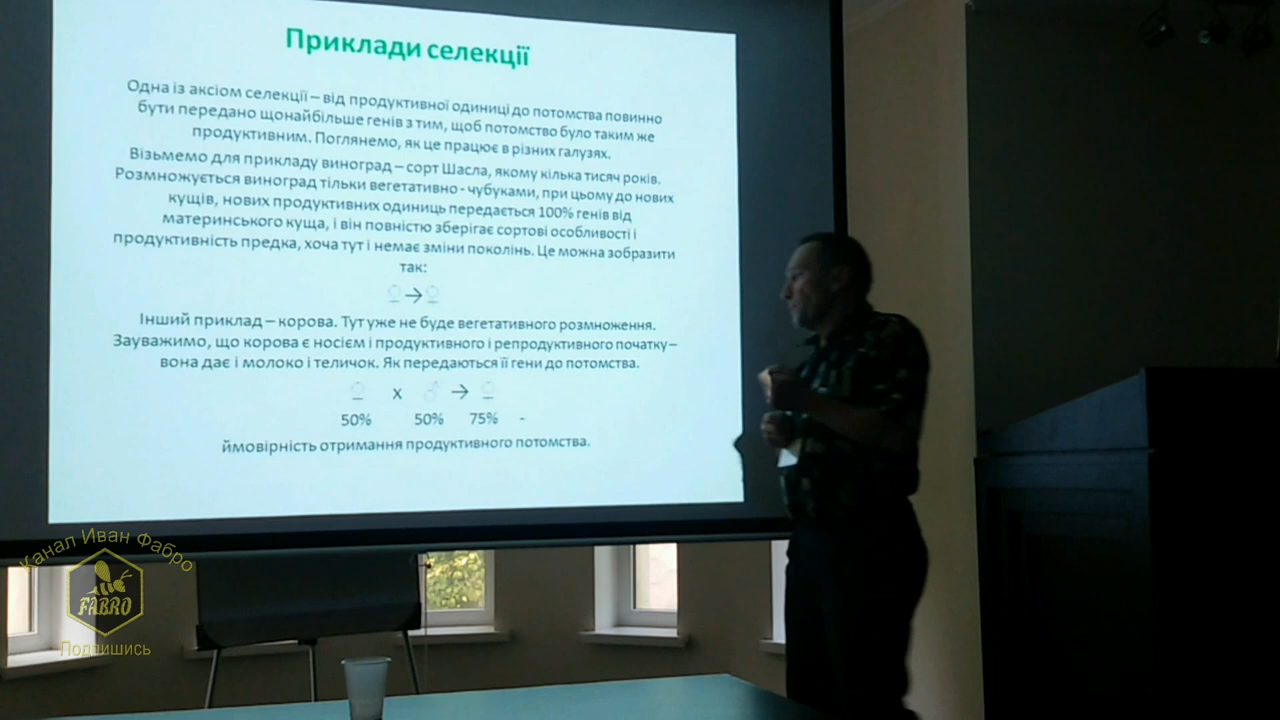 Приклади селекції
Одна із аксіом селекції – від продуктивної одиниці до потомства повинно
бути передано щонайбільше генів з тим, щоб потомство було таким же
продуктивним. Поглянемо, як це працює в різних галузях.
Візьмемо для прикладу виноград – сорт Шасла, якому кілька тисяч років.
Розмножується виноград тільки вегетативно - чубуками, при цьому до нових
кущів, нових продуктивних одиниць передається 100% генів від
материнського куща, і він повністю зберігає сортові особливості і
продуктивність предка, хоча тут і немає зміни поколінь. Це можна зобразити
так:
♀ → ♀
Інший приклад – корова. Тут уже не буде вегетативного розмноження.
Зауважимо, що корова є носієм і продуктивного і репродуктивного початку –
вона дає і молоко і теличок. Як передаються її гени до потомства.
♀ x ♂ → ♀
50% 50% 75% -
ймовірність отримання продуктивного потомства.
Канал Иван Фабро
FABRO
Подпишись